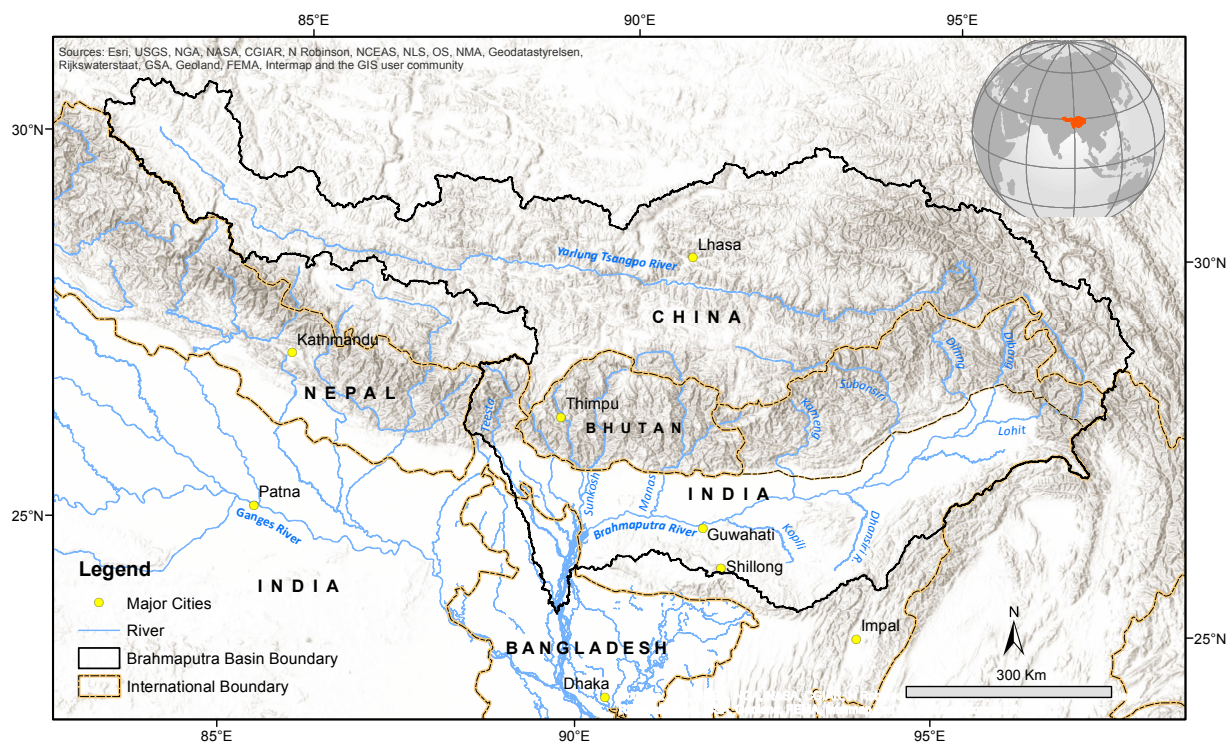 85°E
90°E
95°E
Sources: Esri, USGS, NGA, NASA, CGIAR, N Robinson, NCEAS, NLS, OS, NMA, Geodatastyrelsen,
Rijkswaterstaat, GSA, Geoland, FEMA, Intermap and the GIS user community
30°N
30°N
Lhasa
Yarlung Tsangpo River
CHINA
Kathmandu
NEPAL
Teesta
Thimpu
BHUTAN
Kameng
Subansiri
Dihing
Dibang
Lohit
Patna
Ganges River
25°N
INDIA
Sunkosh
Manas
INDIA
Brahmaputra River
Guwahati
Kopili
Dhansiri R.
Shillong
Impal
BANGLADESH
Dhaka
Legend
Major Cities
River
Brahmaputra Basin Boundary
International Boundary
N
25°N
300 Km
85°E
90°E
95°E